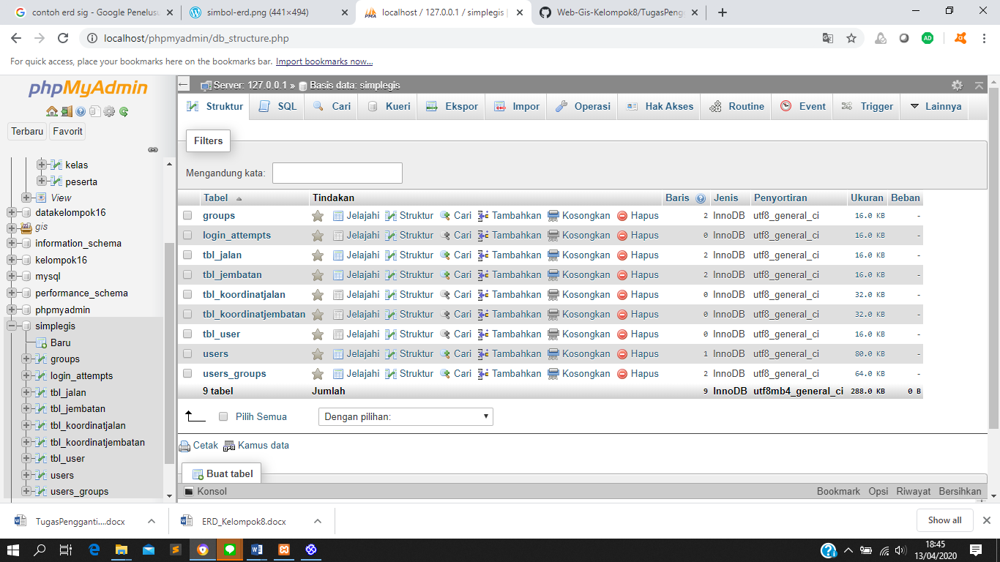 contoh erd sig - Google Penelus
simbol-erd.png (441×494)
localhost / 127.0.0.1 / simplegis |
Web-Gis-Kelompok8/TugasPeng
localhost/phpmyadmin/db_structure.php
For quick access, place your bookmarks here on the bookmarks bar. Import bookmarks now...
phpMyAdmin
Terbaru Favorit
kelas
peserta
View
datakelompok16
gis
information_schema
kelompok16
mysql
performance_schema
phpmyadmin
simplegis
Baru
groups
login_attempts
tbl_jalan
tbl_jembatan
tbl_koordinatjalan
tbl_koordinatjembatan
tbl_user
users
users_groups
Server: 127.0.0.1 » Basis data: simplegis
Struktur SQL Cari Kueri Ekspor Impor Operasi Hak Akses Routine Event Trigger Lainnya
Filters
Mengandung kata:
Tabel Tindakan Baris Jenis Penyortiran Ukuran Beban
groups Jelajahi Struktur Cari Tambahkan Kosongkan Hapus 2 InnoDB utf8_general_ci 16.0 KB -
login_attempts Jelajahi Struktur Cari Tambahkan Kosongkan Hapus 0 InnoDB utf8_general_ci 16.0 KB -
tbl_jalan Jelajahi Struktur Cari Tambahkan Kosongkan Hapus 2 InnoDB utf8_general_ci 16.0 KB -
tbl_jembatan Jelajahi Struktur Cari Tambahkan Kosongkan Hapus 2 InnoDB utf8_general_ci 16.0 KB -
tbl_koordinatjalan Jelajahi Struktur Cari Tambahkan Kosongkan Hapus 0 InnoDB utf8_general_ci 32.0 KB -
tbl_koordinatjembatan Jelajahi Struktur Cari Tambahkan Kosongkan Hapus 0 InnoDB utf8_general_ci 32.0 KB -
tbl_user Jelajahi Struktur Cari Tambahkan Kosongkan Hapus 0 InnoDB utf8_general_ci 16.0 KB -
users Jelajahi Struktur Cari Tambahkan Kosongkan Hapus 1 InnoDB utf8_general_ci 80.0 KB -
users_groups Jelajahi Struktur Cari Tambahkan Kosongkan Hapus 2 InnoDB utf8_general_ci 64.0 KB -
9 tabel Jumlah 9 InnoDB utf8mb4_general_ci 288.0 KB 0 B
Pilih Semua Dengan pilihan:
Cetak Kamus data
Buat tabel
Konsol Bookmark Opsi Riwayat Bersihkan
TugasPengganti....docx
ERD_Kelompok8.docx
Show all
18:45
13/04/2020